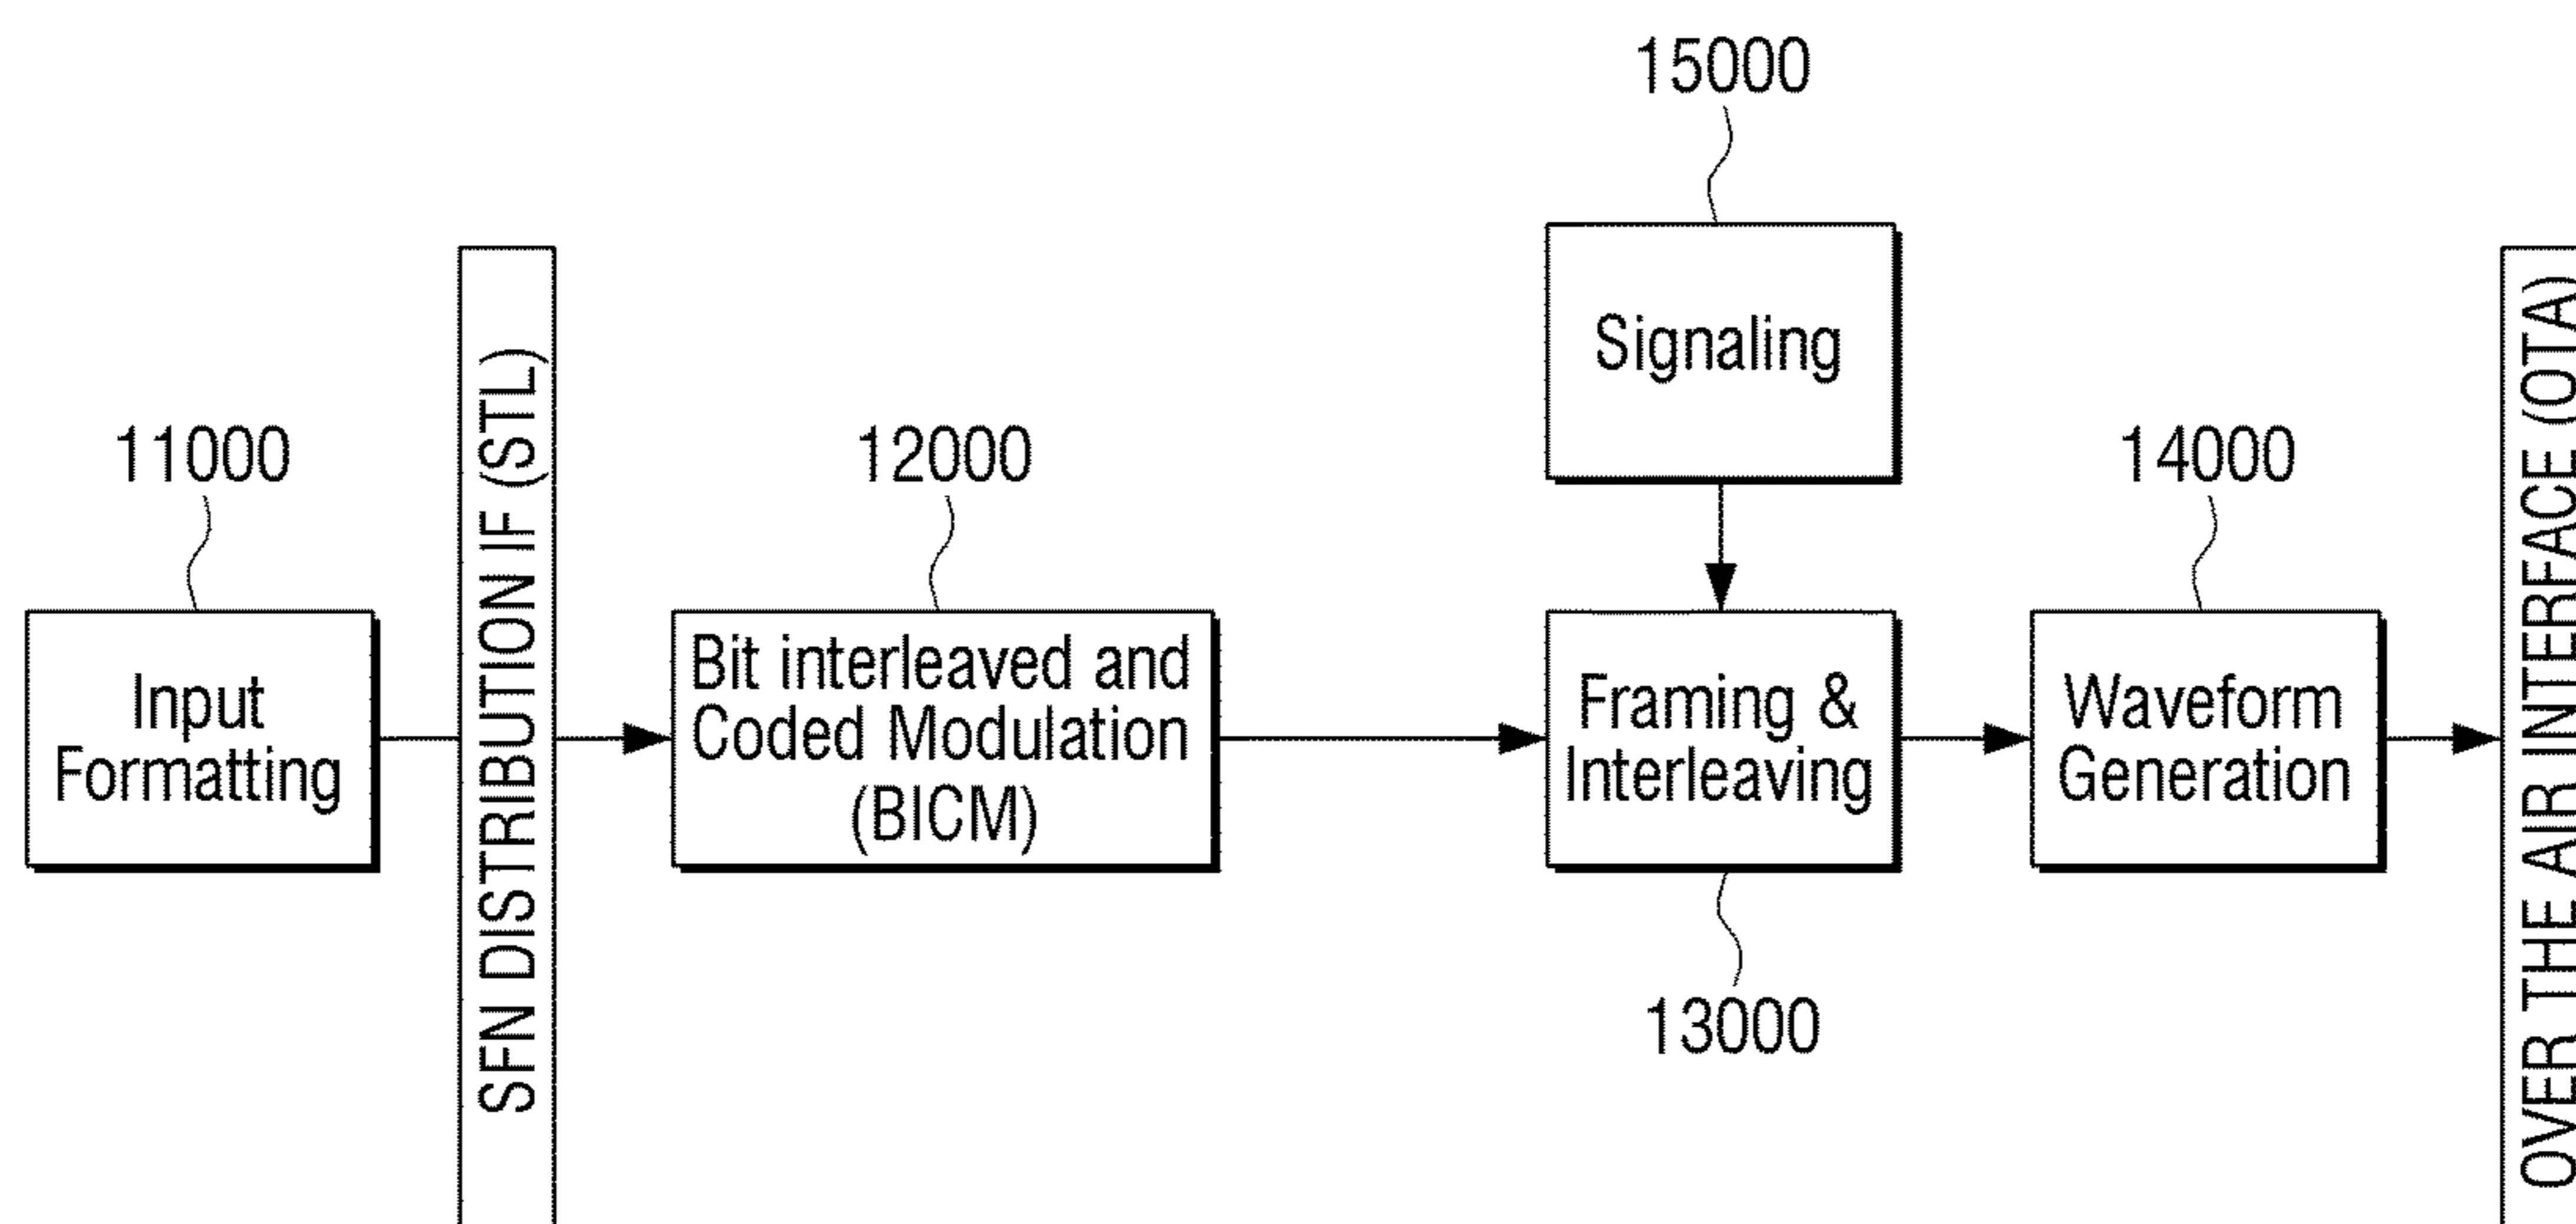 15000
Signaling
11000
Input
Formatting
SFN DISTRIBUTION IF (STL)
12000
Bit interleaved and
Coded Modulation
(BICM)
Framing &
Interleaving
13000
14000
Waveform
Generation
OVER THE AIR INTERFACE (OTA)